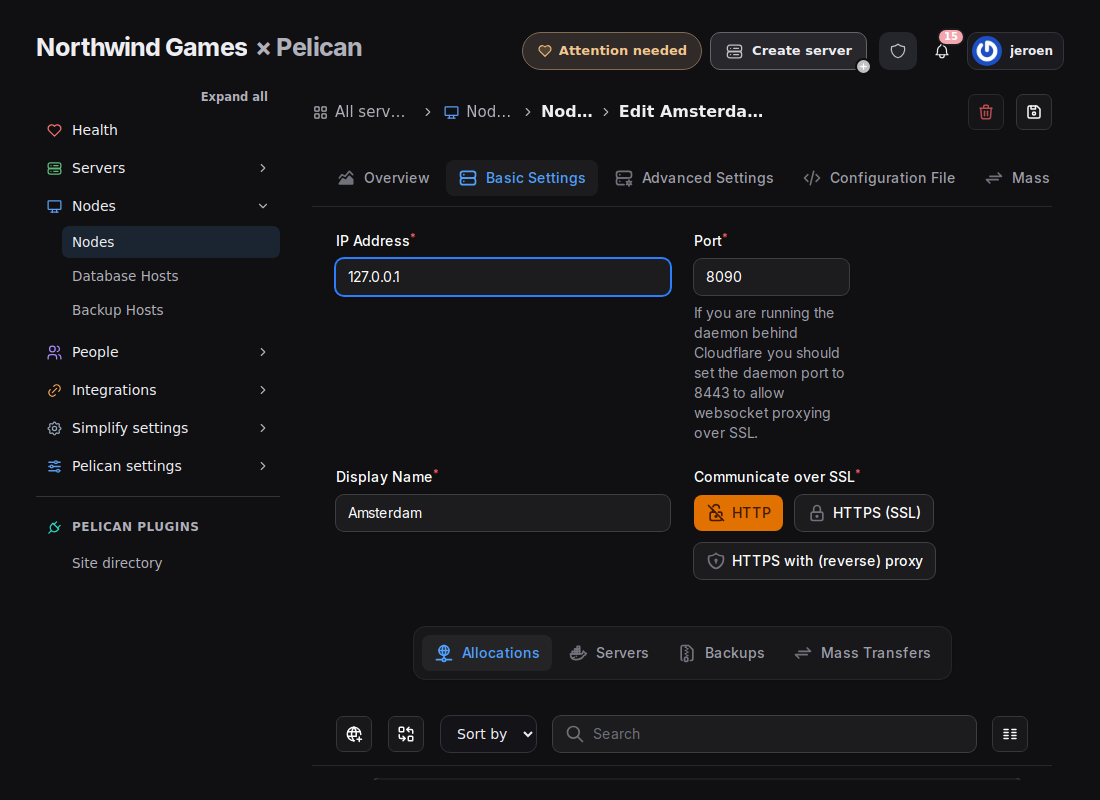 Northwind Games × Pelican
Attention needed
Create server
15
jeroen
Expand all
Health
Servers
Nodes
Nodes
Database Hosts
Backup Hosts
People
Integrations
Simplify settings
Pelican settings
PELICAN PLUGINS
Site directory
All serv... > Nod... > Nod... > Edit Amsterda...
Overview
Basic Settings
Advanced Settings
Configuration File
Mass
IP Address*
Port*
127.0.0.1
8090
If you are running the
daemon behind
Cloudflare you should
set the daemon port to
8443 to allow
websocket proxying
over SSL.
Display Name*
Communicate over SSL*
Amsterdam
HTTP
HTTPS (SSL)
HTTPS with (reverse) proxy
Allocations
Servers
Backups
Mass Transfers
Sort by
Search